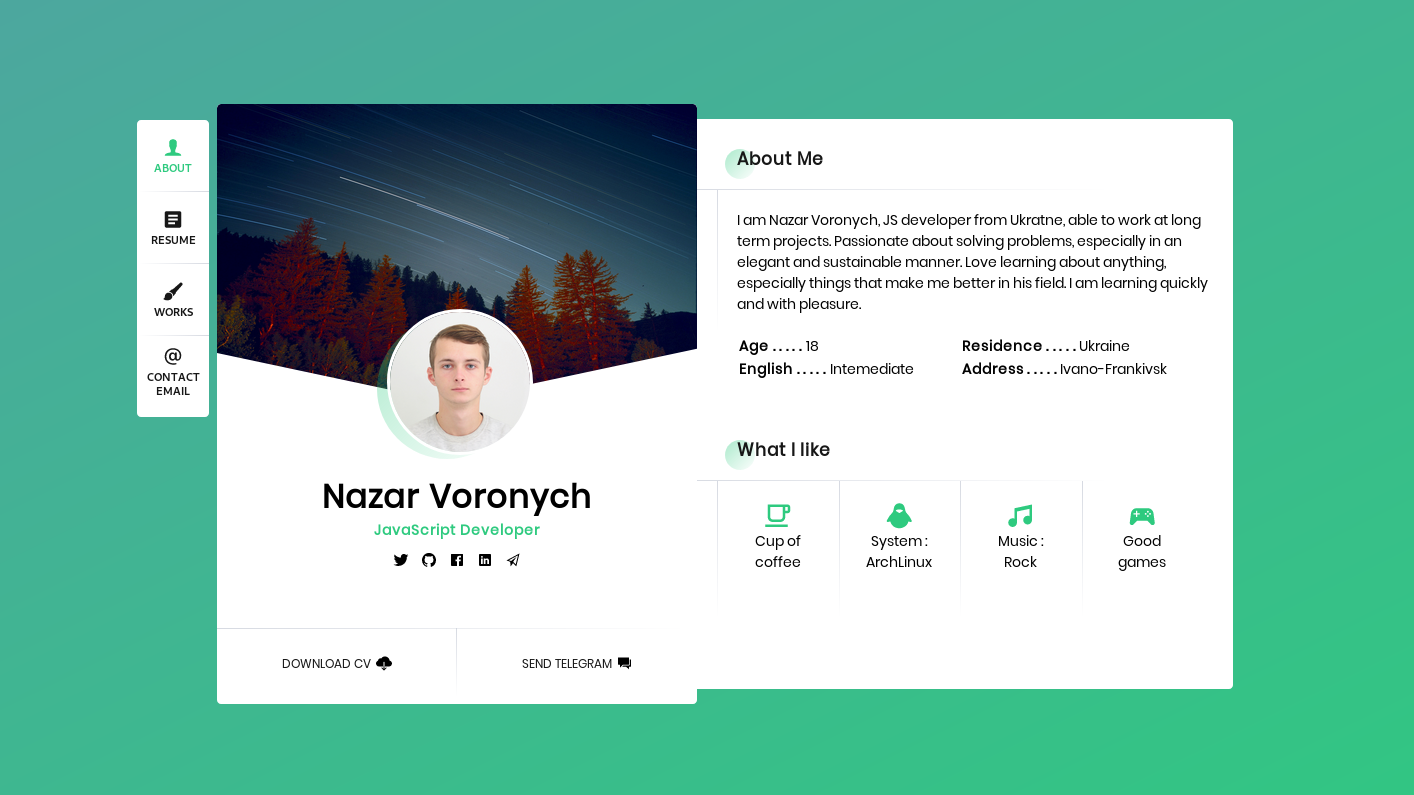 ABOUT
RESUME
WORKS
@
CONTACT
EMAIL
Nazar Voronych
JavaScript Developer
DOWNLOAD CV
SEND TELEGRAM
About Me
I am Nazar Voronych, JS developer from Ukratne, able to work at long
term projects. Passionate about solving problems, especially in an
elegant and sustainable manner. Love learning about anything,
especially things that make me better in his field. I am learning quickly
and with pleasure.
Age . . . . . 18
Residence . . . . . Ukraine
English . . . . . Intemediate
Address . . . . . Ivano-Frankivsk
What I like
Cup of
coffee
System :
ArchLinux
Music :
Rock
Good
games